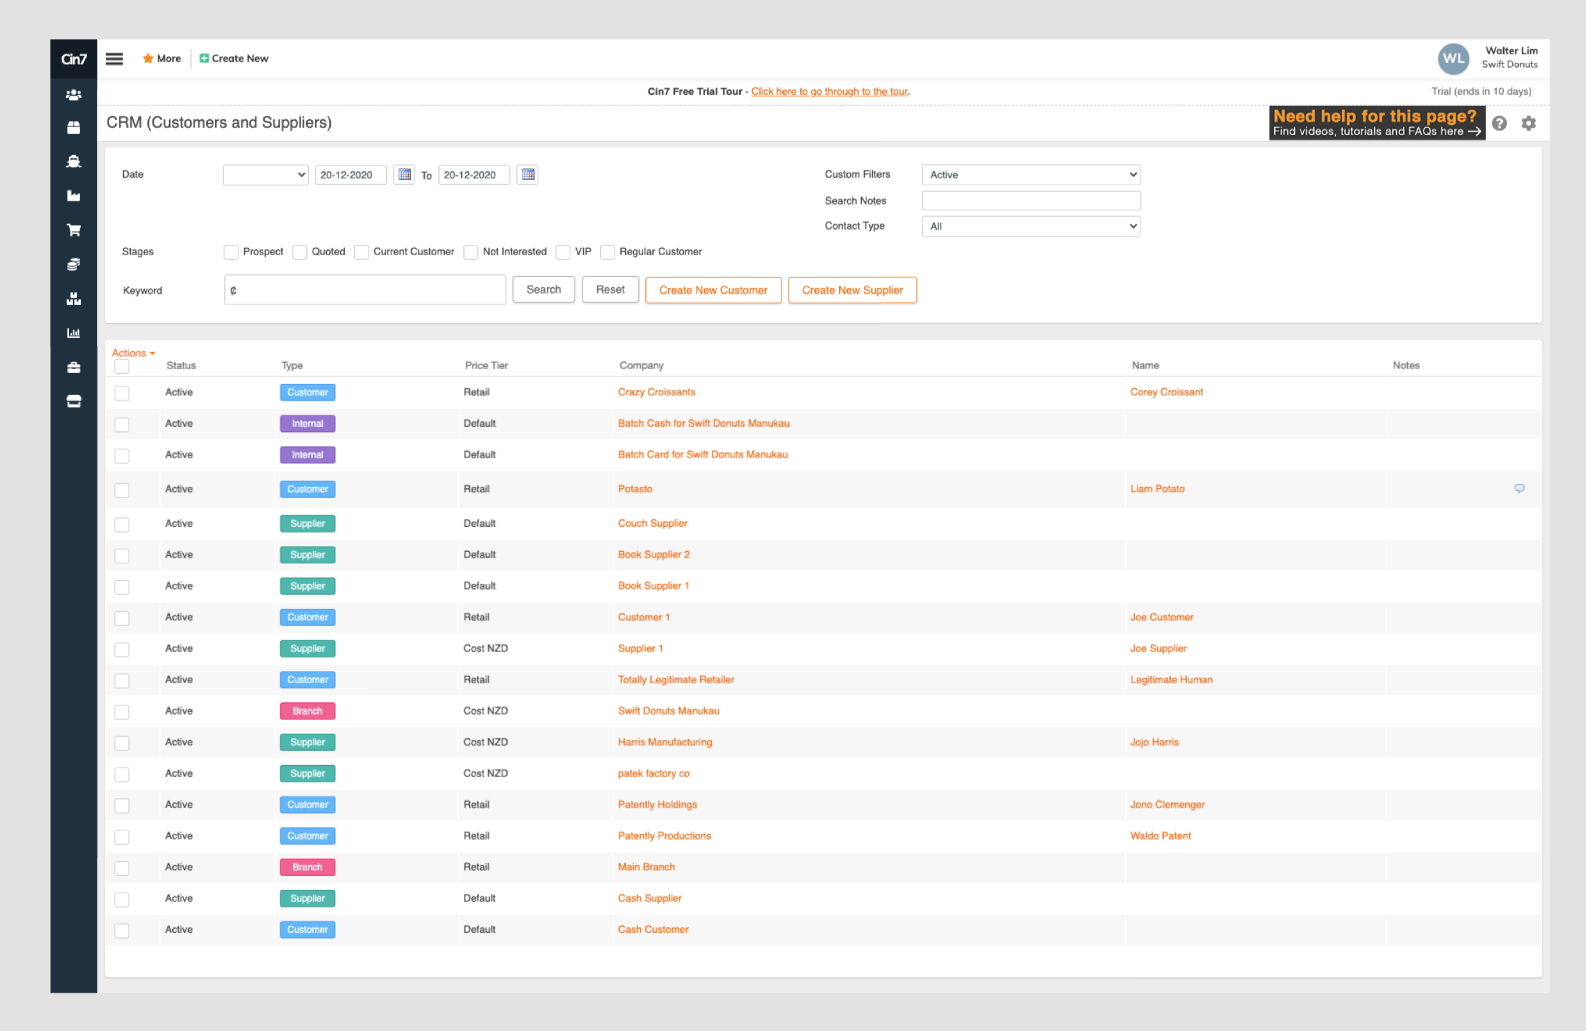 Cin7
More
Create New
Walter Lim
Swift Donuts
WL
Cin7 Free Trial Tour - Click here to go through to the tour.
Trial (ends in 10 days)
CRM (Customers and Suppliers)
Need help for this page?
Find videos, tutorials and FAQs here →
Date 20-12-2020 To 20-12-2020
Custom Filters Active
Search Notes
Contact Type All
Stages Prospect Quoted Current Customer Not Interested VIP Regular Customer
Keyword ¢ Search Reset Create New Customer Create New Supplier
Actions
Status Type Price Tier Company Name Notes
Active Customer Retail Crazy Croissants Corey Croissant
Active Internal Default Batch Cash for Swift Donuts Manukau
Active Internal Default Batch Card for Swift Donuts Manukau
Active Customer Retail Potasto Liam Potato
Active Supplier Default Couch Supplier
Active Supplier Default Book Supplier 2
Active Supplier Default Book Supplier 1
Active Customer Retail Customer 1 Joe Customer
Active Supplier Cost NZD Supplier 1 Joe Supplier
Active Customer Retail Totally Legitimate Retailer Legitimate Human
Active Branch Cost NZD Swift Donuts Manukau
Active Supplier Cost NZD Harris Manufacturing Jojo Harris
Active Supplier Cost NZD patek factory co
Active Customer Retail Patently Holdings Jono Clemenger
Active Customer Retail Patently Productions Waldo Patent
Active Branch Retail Main Branch
Active Supplier Default Cash Supplier
Active Customer Default Cash Customer